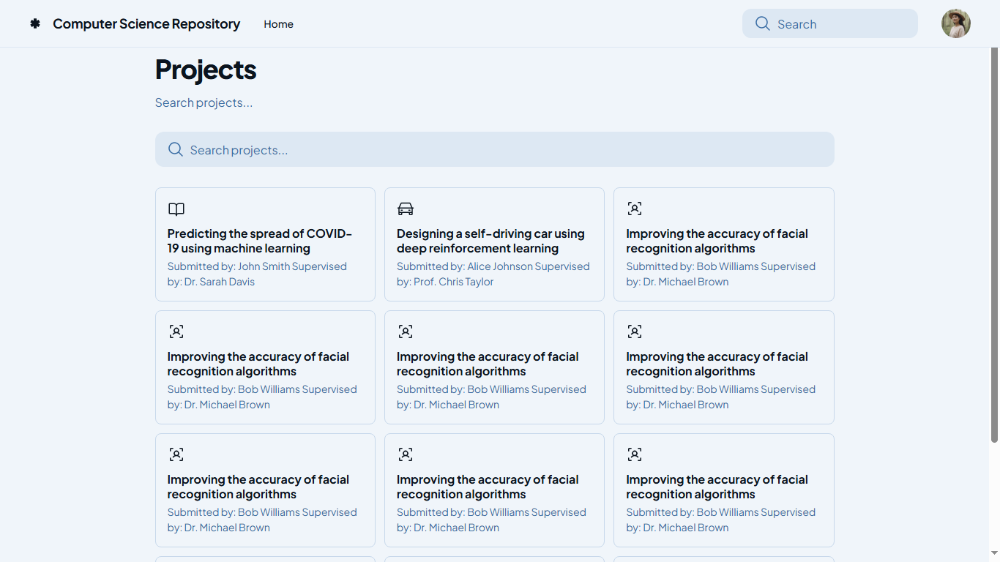 Computer Science Repository
Home
Search
Projects
Search projects...
Search projects...
Predicting the spread of COVID-
19 using machine learning
Submitted by: John Smith Supervised
by: Dr. Sarah Davis
Designing a self-driving car using
deep reinforcement learning
Submitted by: Alice Johnson Supervised
by: Prof. Chris Taylor
Improving the accuracy of facial
recognition algorithms
Submitted by: Bob Williams Supervised
by: Dr. Michael Brown
Improving the accuracy of facial
recognition algorithms
Submitted by: Bob Williams Supervised
by: Dr. Michael Brown
Improving the accuracy of facial
recognition algorithms
Submitted by: Bob Williams Supervised
by: Dr. Michael Brown
Improving the accuracy of facial
recognition algorithms
Submitted by: Bob Williams Supervised
by: Dr. Michael Brown
Improving the accuracy of facial
recognition algorithms
Submitted by: Bob Williams Supervised
by: Dr. Michael Brown
Improving the accuracy of facial
recognition algorithms
Submitted by: Bob Williams Supervised
by: Dr. Michael Brown
Improving the accuracy of facial
recognition algorithms
Submitted by: Bob Williams Supervised
by: Dr. Michael Brown